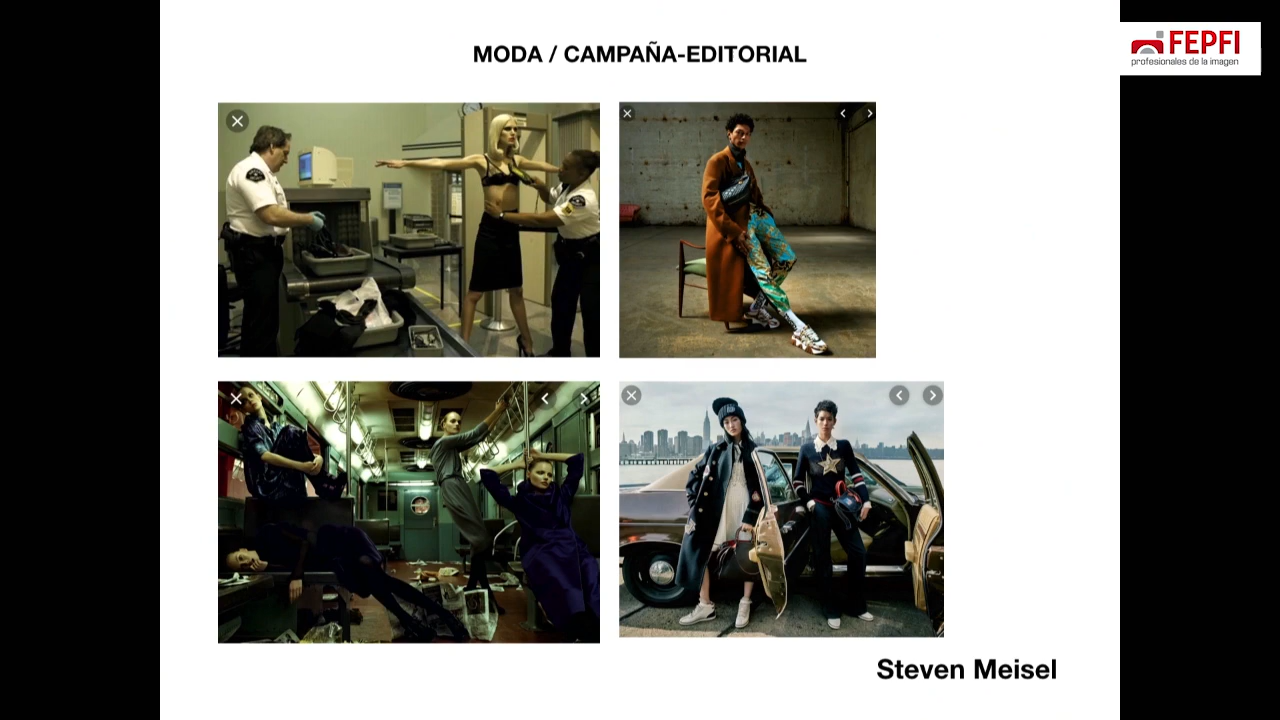 MODA / CAMPAÑA-EDITORIAL
FEPFI
profesionales de la imagen
Steven Meisel